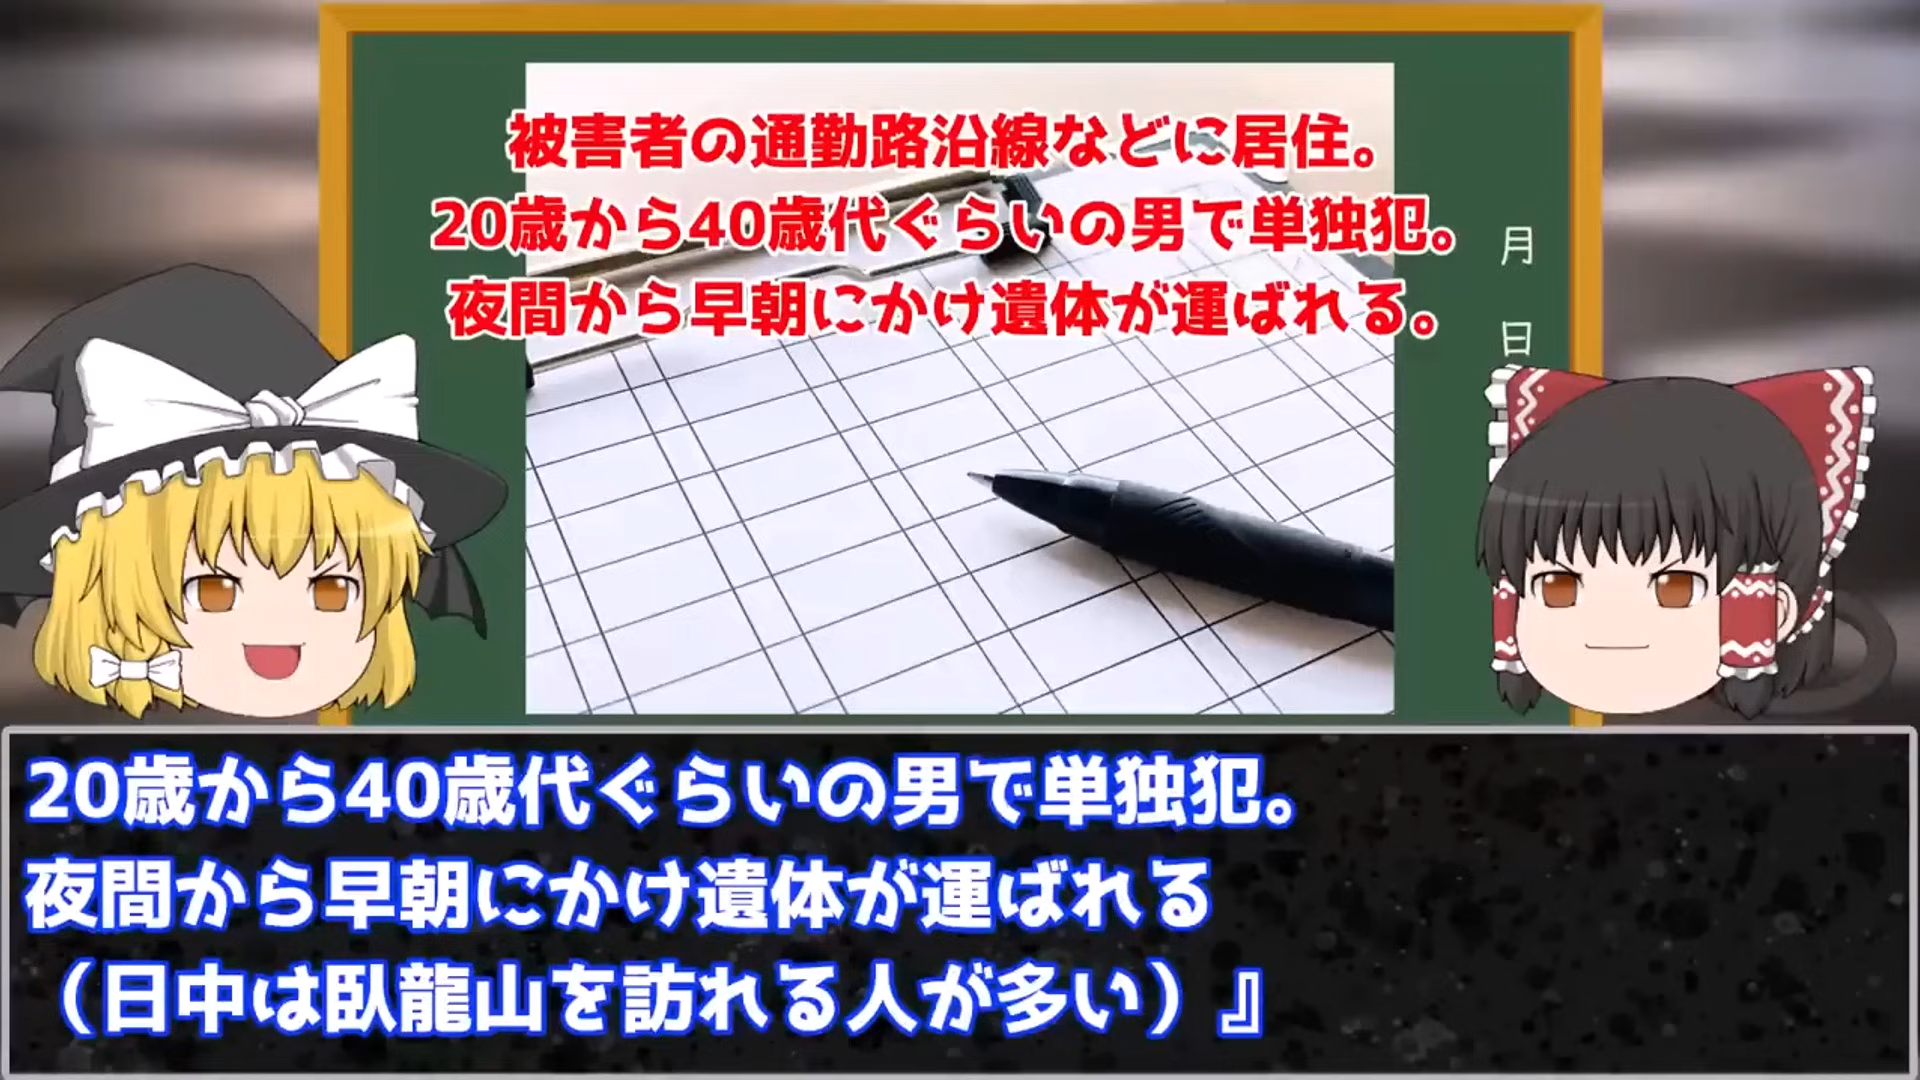 被害者の通勤路沿線などに居住。
20歳から40歳代ぐらいの男で単独犯。
夜間から早朝にかけ遺体が運ばれる。
月
日
20歳から40歳代ぐらいの男で単独犯。
夜間から早朝にかけ遺体が運ばれる
（日中は臥龍山を訪れる人が多い）』